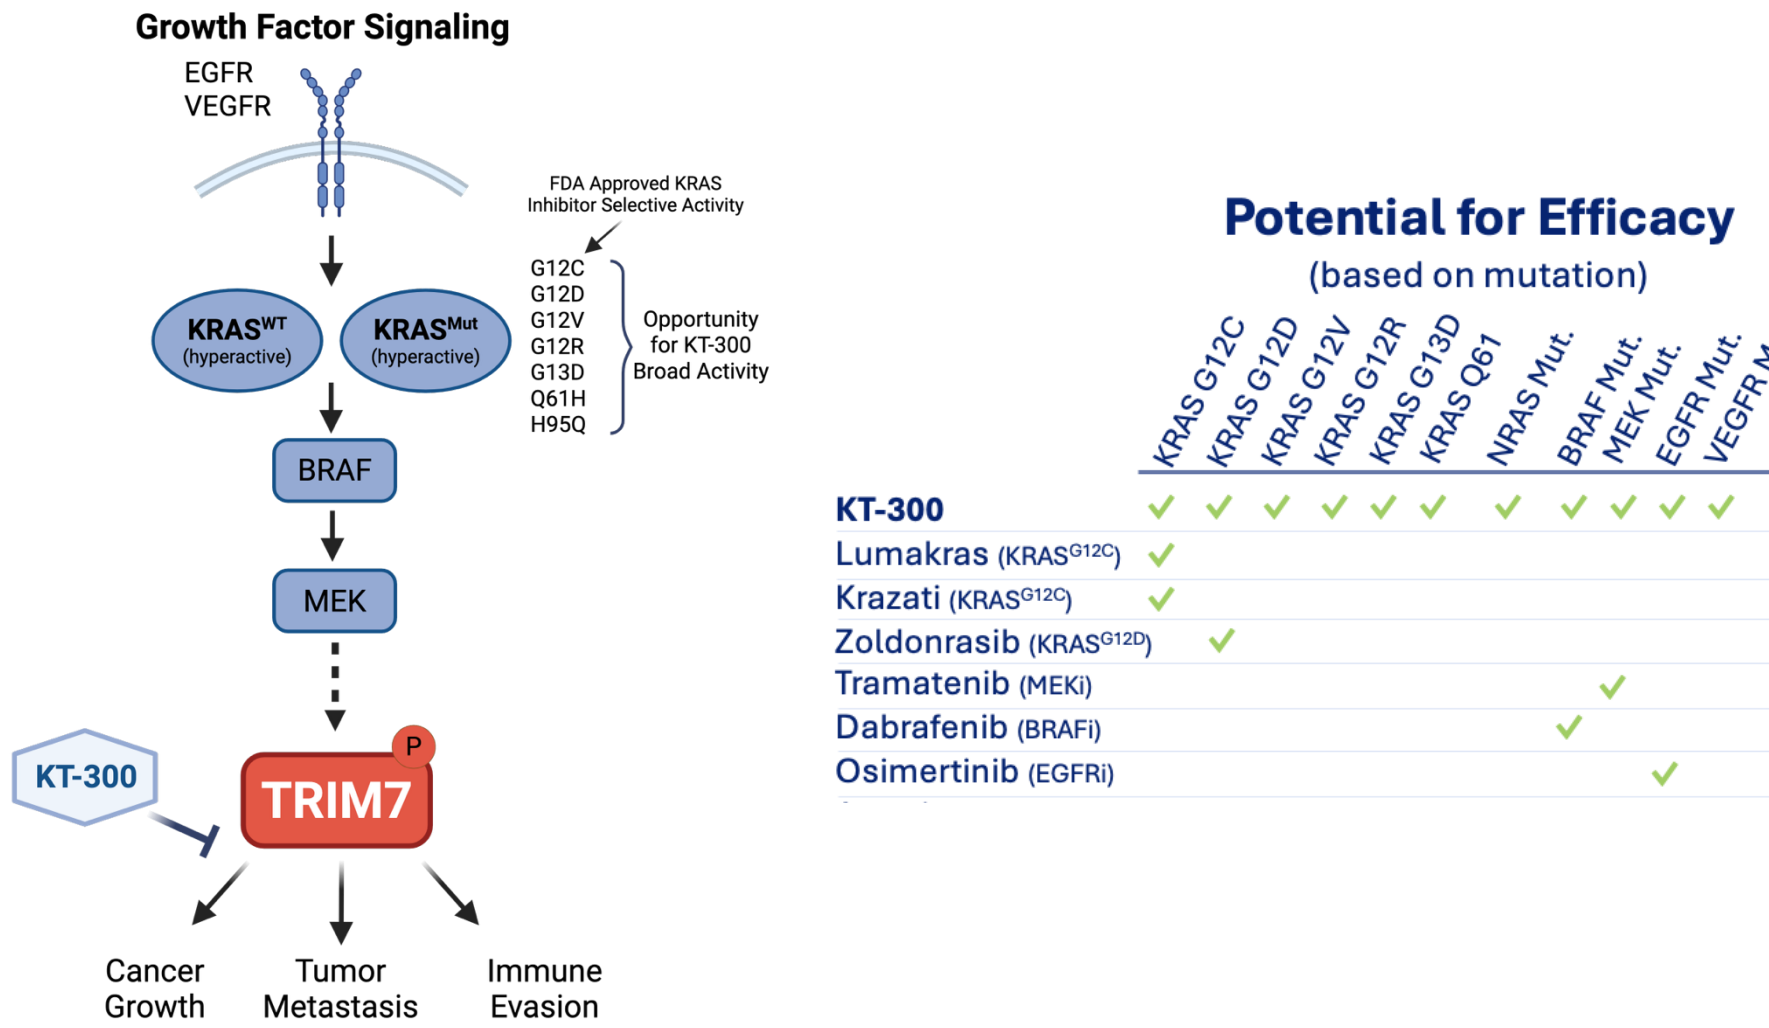 Growth Factor Signaling
EGFR
VEGFR
FDA Approved KRAS
Inhibitor Selective Activity
G12C
G12D
G12V
G12R
G13D
Q61H
H95Q
Opportunity
for KT-300
Broad Activity
KRASWT
(hyperactive)
KRASMut
(hyperactive)
BRAF
MEK
P
TRIM7
KT-300
Cancer
Growth
Tumor
Metastasis
Immune
Evasion
Potential for Efficacy
(based on mutation)
KRAS G12C
KRAS G12D
KRAS G12V
KRAS G12R
KRAS G13D
KRAS Q61
NRAS Mut.
BRAF Mut.
MEK Mut.
EGFR Mut.
VEGFR M
KT-300
Lumakras (KRASG12C)
Krazati (KRASG12C)
Zoldonrasib (KRASG12D)
Tramatenib (MEKi)
Dabrafenib (BRAFi)
Osimertinib (EGFRi)